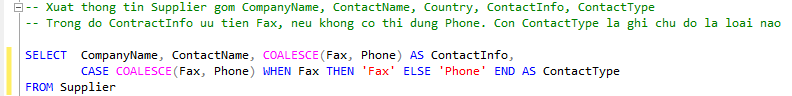 -- Xuat thong tin Supplier gom CompanyName, ContactName, Country, ContactInfo, ContactType
-- Trong do ContractInfo uu tien Fax, neu khong co thi dung Phone. Con ContactType la ghi chu do la loai nao
SELECT CompanyName, ContactName, COALESCE(Fax, Phone) AS ContactInfo,
CASE COALESCE(Fax, Phone) WHEN Fax THEN 'Fax' ELSE 'Phone' END AS ContactType
FROM Supplier